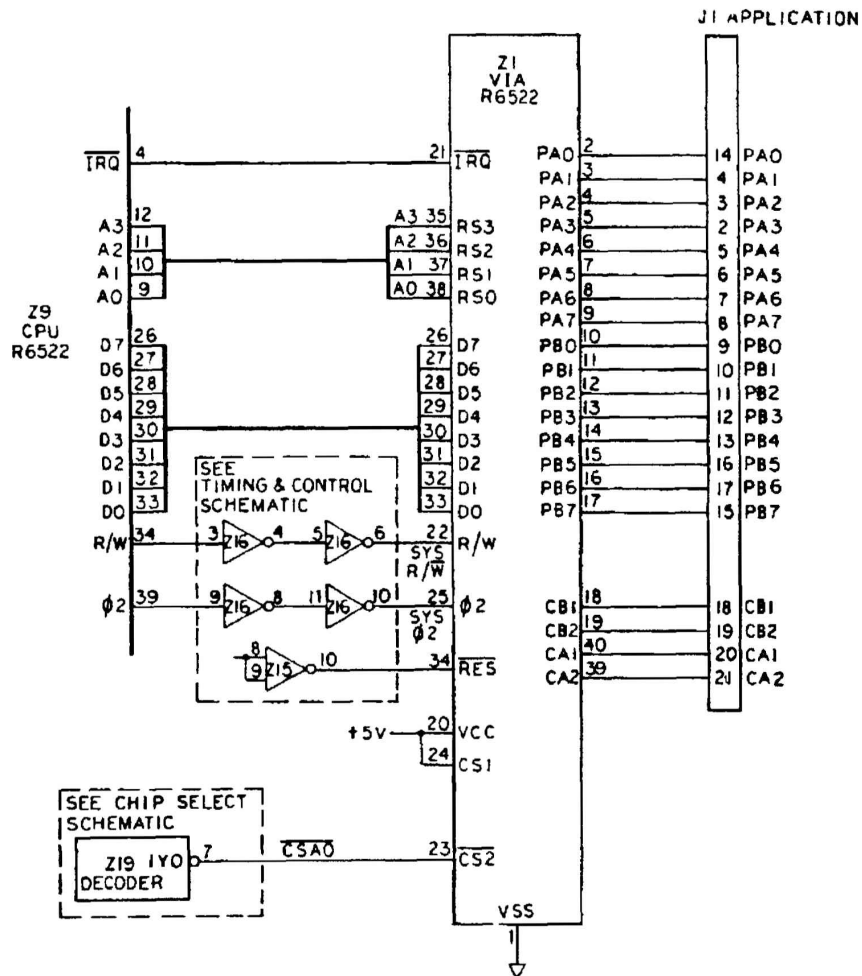 J1 APPLICATION
Z1
VIA
R6522
IRQ 4 21 IRQ
PA0 2 14 PA0
PA1 3 4 PA1
PA2 4 3 PA2
PA3 5 2 PA3
PA4 6 5 PA4
PA5 7 6 PA5
PA6 8 7 PA6
PA7 9 8 PA7
PB0 10 9 PB0
PB1 11 10 PB1
PB2 12 11 PB2
PB3 13 12 PB3
PB4 14 13 PB4
PB5 15 16 PB5
PB6 16 17 PB6
PB7 17 15 PB7
CB1 18 18 CB1
CB2 19 19 CB2
CA1 40 20 CA1
CA2 39 21 CA2
A3 12 A3 35 RS3
A2 11 A2 36 RS2
A1 10 A1 37 RS1
A0 9 A0 38 RS0
Z9
CPU
R6522
D7 26 26 D7
D6 27 27 D6
D5 28 28 D5
D4 29 29 D4
D3 30 30 D3
D2 31 31 D2
D1 32 32 D1
D0 33 33 D0
SEE
TIMING & CONTROL
SCHEMATIC
R/W 34 3 Z16 4 5 Z16 6 22 R/W
SYS
R/W
φ2 39 9 Z16 8 11 Z16 10 25 φ2
SYS
φ2
8
9 Z15 10 34 RES
+5V 20 VCC
24 CS1
SEE CHIP SELECT
SCHEMATIC
Z19 1Y0 7 CSA0 23 CS2
DECODER
VSS
1